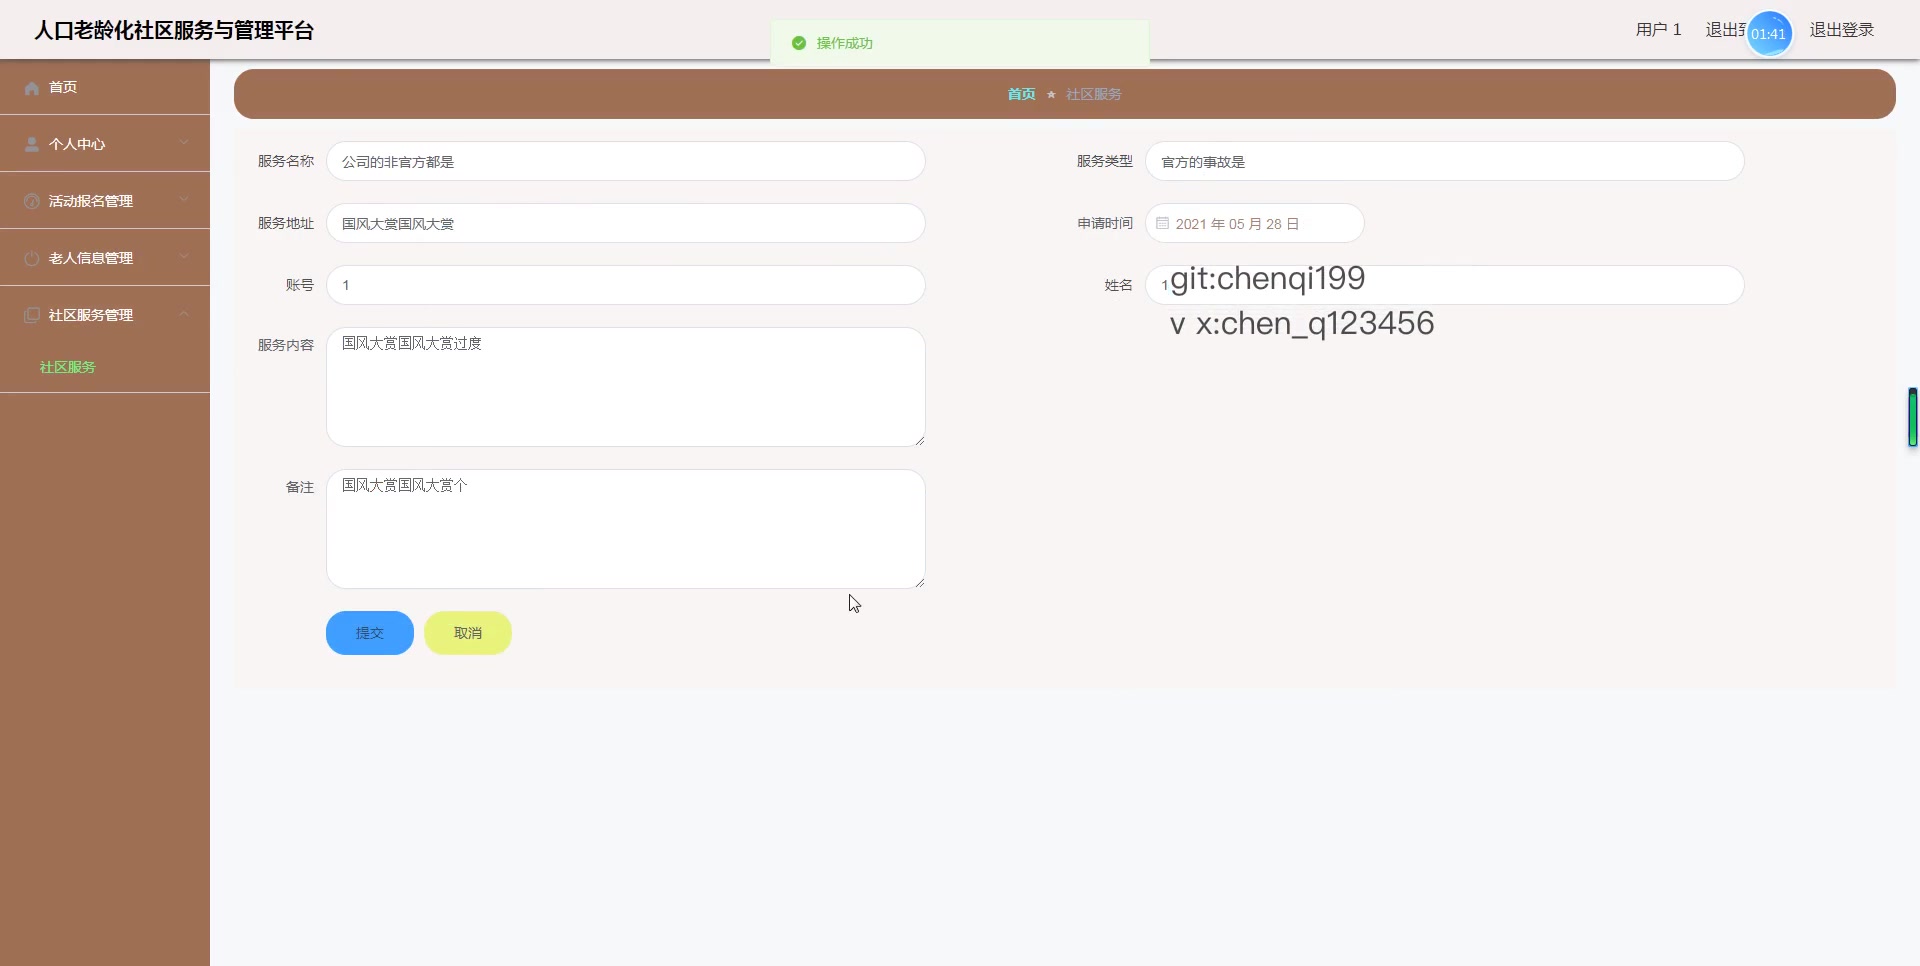 人口老龄化社区服务与管理平台
操作成功
用户 1
退出到
01:41
退出登录
首页
个人中心
活动报名管理
老人信息管理
社区服务管理
社区服务
首页 ★ 社区服务
服务名称 公司的非官方都是
服务类型 官方的事故是
服务地址 国风大赏国风大赏
申请时间 2021 年 05 月 28 日
账号 1
姓名 1
git:chenqi199
v x:chen_q123456
服务内容 国风大赏国风大赏过度
备注 国风大赏国风大赏个
提交 取消